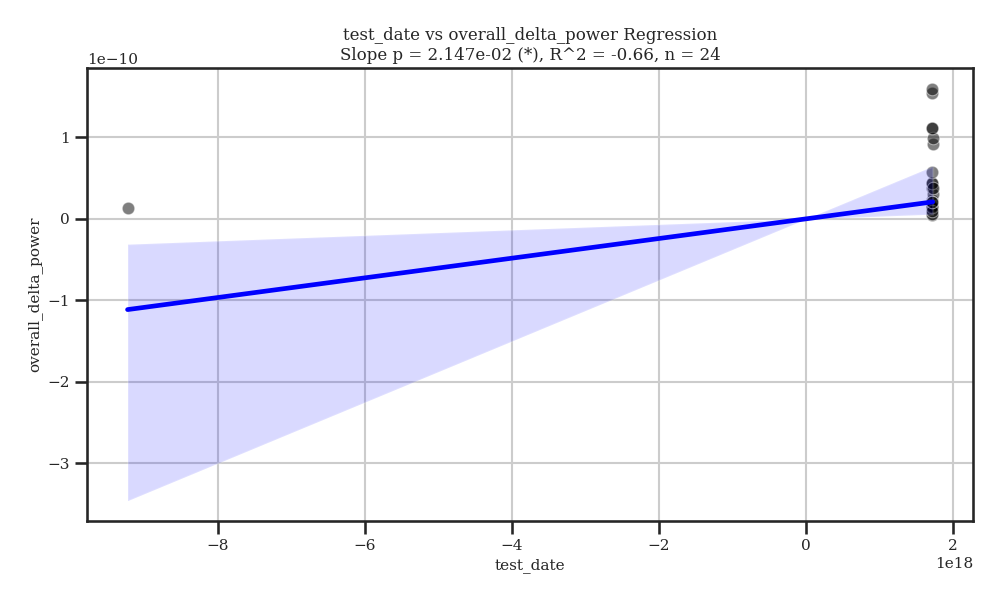 test_date vs overall_delta_power Regression
Slope p = 2.147e-02 (*), R^2 = -0.66, n = 24
1e−10
1
0
−1
−2
−3
overall_delta_power
−8
−6
−4
−2
0
2
1e18
test_date